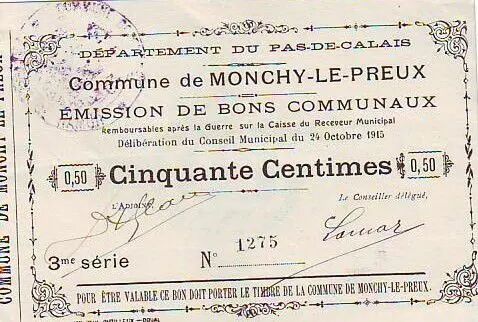 DÉPARTEMENT DU PAS-DE-CALAIS
Commune de MONCHY-LE-PREUX
ÉMISSION DE BONS COMMUNAUX
Remboursables après la Guerre sur la Caisse du Receveur Municipal
Délibération du Conseil Municipal du 24 Octobre 1915
0,50 Cinquante Centimes 0,50
L'Adjoint, Le Conseiller délégué,
3me série N° 1275
POUR ÊTRE VALABLE CE BON DOIT PORTER LE TIMBRE DE LA COMMUNE DE MONCHY-LE-PREUX.
COMMUNE DE MONCHY-LE-PREUX